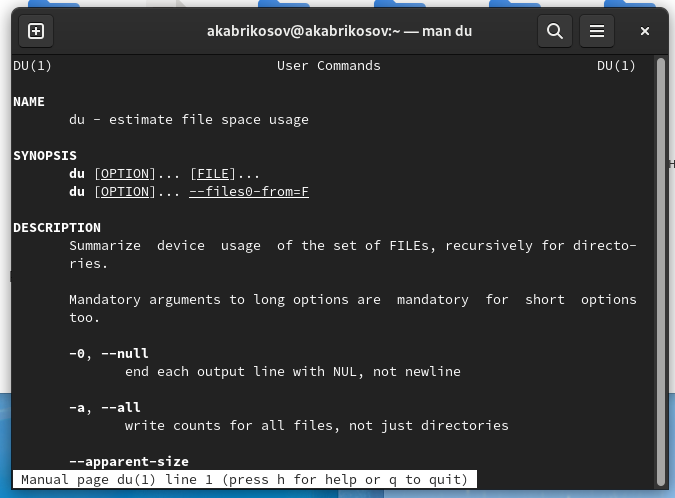 akabrikosov@akabrikosov:~ — man du
DU(1) User Commands DU(1)
NAME
du - estimate file space usage
SYNOPSIS
du [OPTION]... [FILE]...
du [OPTION]... --files0-from=F
DESCRIPTION
Summarize device usage of the set of FILEs, recursively for directo-
ries.
Mandatory arguments to long options are mandatory for short options
too.
-0, --null
end each output line with NUL, not newline
-a, --all
write counts for all files, not just directories
--apparent-size
Manual page du(1) line 1 (press h for help or q to quit)